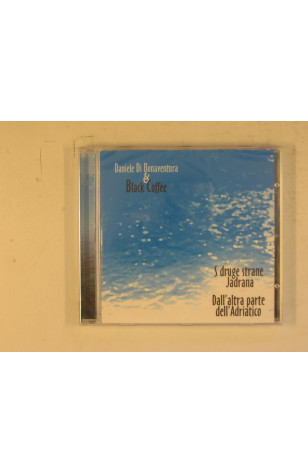 Daniele Di Bonaventura
&
Black Coffee
S druge strane
Jadrana
Dall'altra parte
dell'Adriatico